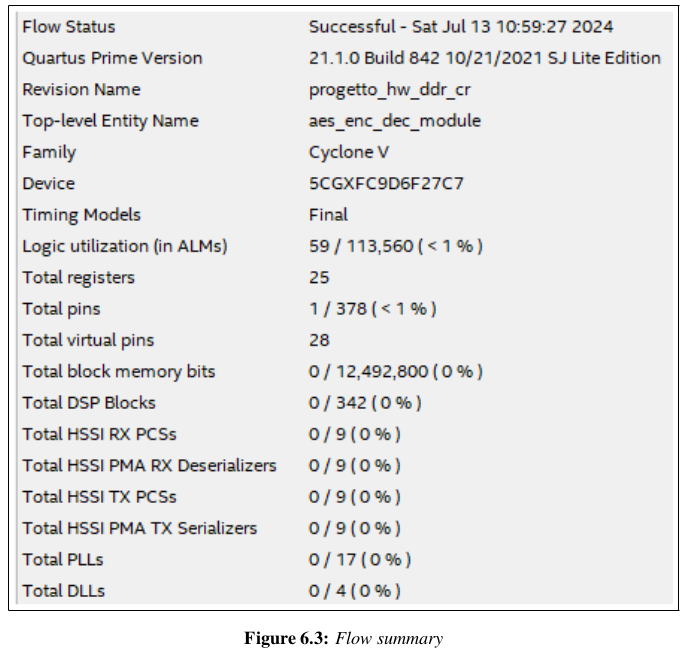 Flow Status Successful - Sat Jul 13 10:59:27 2024
Quartus Prime Version 21.1.0 Build 842 10/21/2021 SJ Lite Edition
Revision Name progetto_hw_ddr_cr
Top-level Entity Name aes_enc_dec_module
Family Cyclone V
Device 5CGXFC9D6F27C7
Timing Models Final
Logic utilization (in ALMs) 59 / 113,560 ( < 1 % )
Total registers 25
Total pins 1 / 378 ( < 1 % )
Total virtual pins 28
Total block memory bits 0 / 12,492,800 ( 0 % )
Total DSP Blocks 0 / 342 ( 0 % )
Total HSSI RX PCSs 0 / 9 ( 0 % )
Total HSSI PMA RX Deserializers 0 / 9 ( 0 % )
Total HSSI TX PCSs 0 / 9 ( 0 % )
Total HSSI PMA TX Serializers 0 / 9 ( 0 % )
Total PLLs 0 / 17 ( 0 % )
Total DLLs 0 / 4 ( 0 % )
Figure 6.3: Flow summary